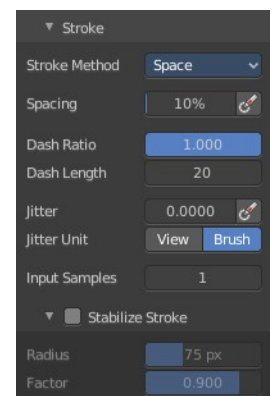 Stroke
Stroke Method Space
Spacing 10%
Dash Ratio 1.000
Dash Length 20
Jitter 0.0000
Jitter Unit View Brush
Input Samples 1
Stabilize Stroke
Radius 75 px
Factor 0.900